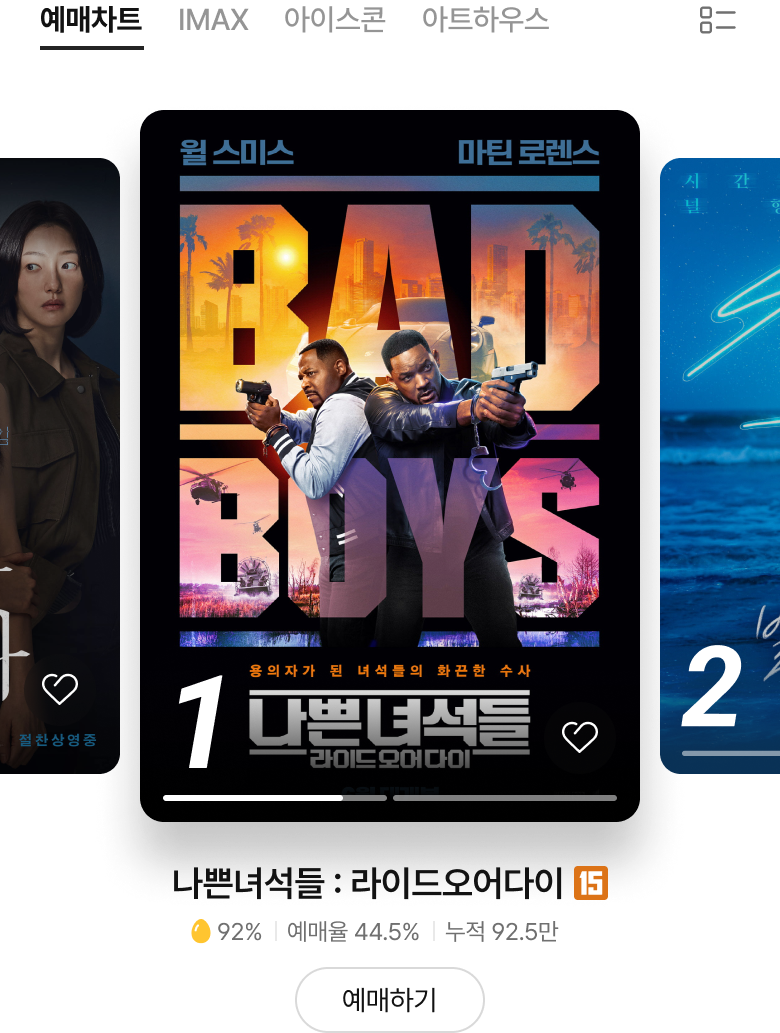 예매차트 IMAX 아이스콘 아트하우스
윌 스미스 마틴 로렌스
BAD
BOYS
용의자가 된 녀석들의 화끈한 수사
나쁜녀석들
라이드오어다이
1
절찬상영중
시 간
널
2
나쁜녀석들 : 라이드오어다이 15
92% 예매율 44.5% 누적 92.5만
예매하기